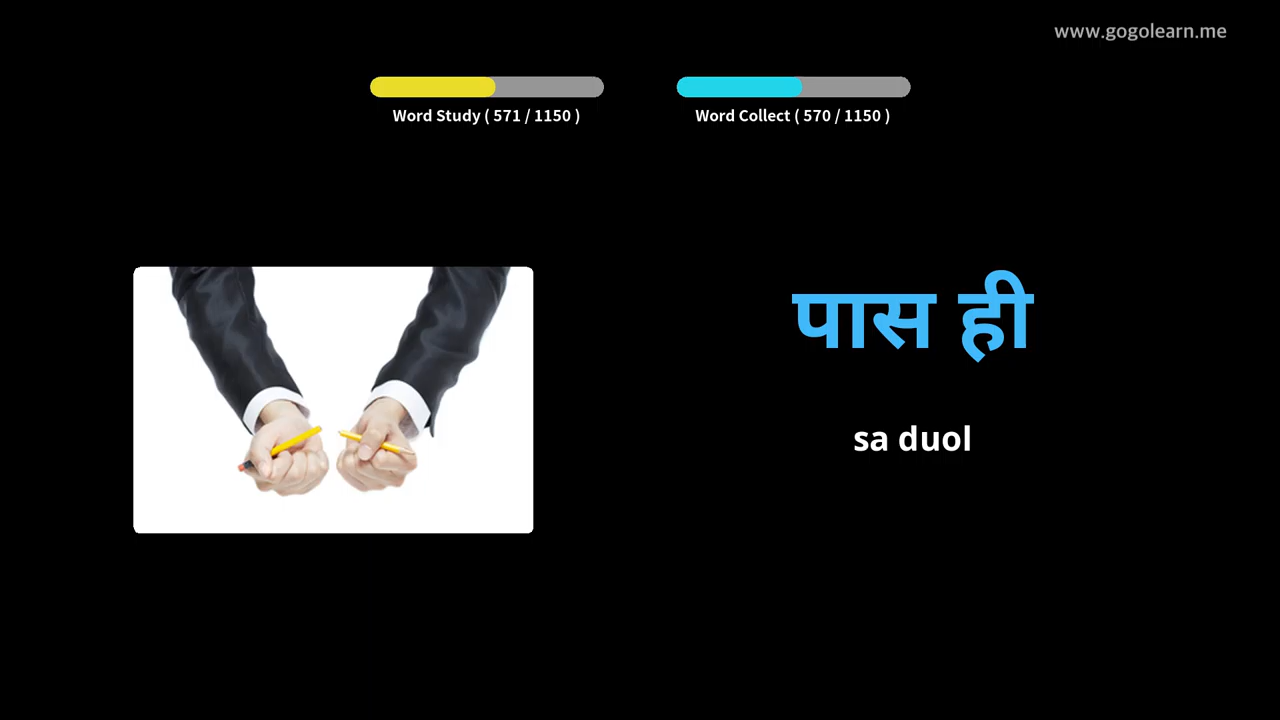 www.gogolearn.me
Word Study ( 571 / 1150 )
Word Collect ( 570 / 1150 )
पास ही
sa duol